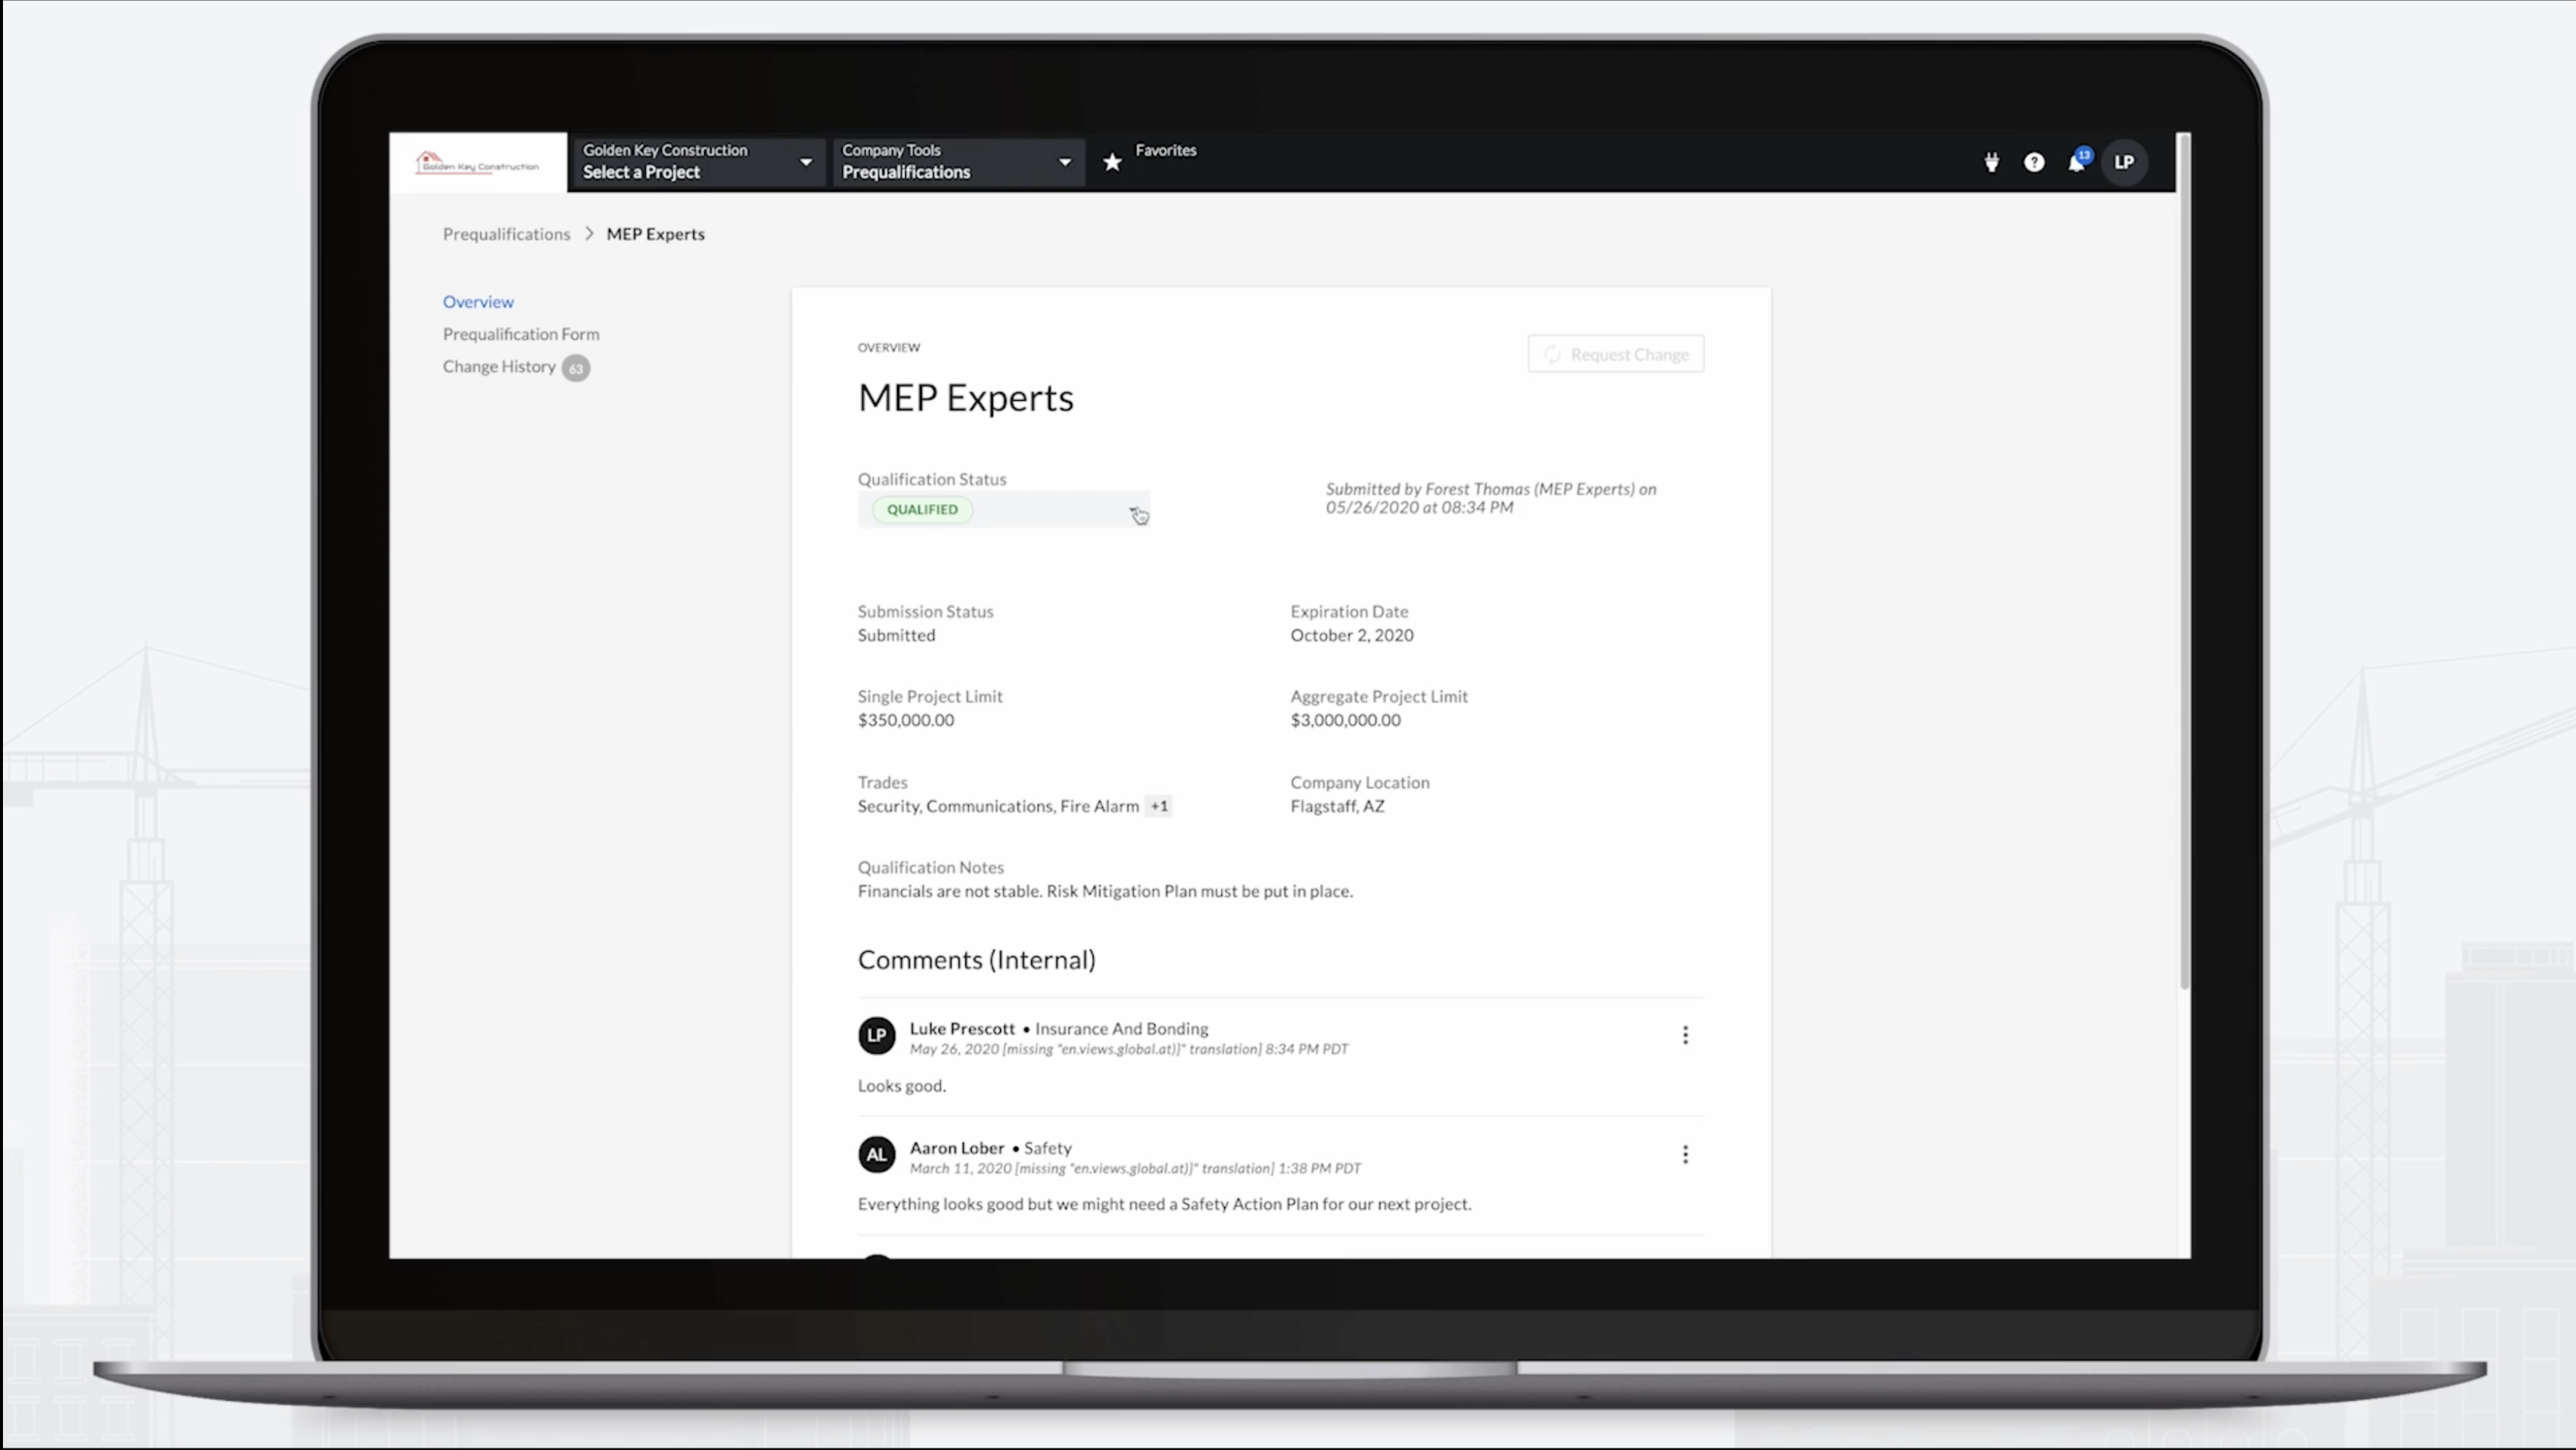 Golden Key Construction
Golden Key Construction
Select a Project
Company Tools
Prequalifications
Favorites
13
LP
Prequalifications > MEP Experts
Overview
Prequalification Form
Change History 63
OVERVIEW
Request Change
MEP Experts
Qualification Status
QUALIFIED
Submitted by Forest Thomas (MEP Experts) on
05/26/2020 at 08:34 PM
Submission Status
Submitted
Expiration Date
October 2, 2020
Single Project Limit
$350,000.00
Aggregate Project Limit
$3,000,000.00
Trades
Security, Communications, Fire Alarm +1
Company Location
Flagstaff, AZ
Qualification Notes
Financials are not stable. Risk Mitigation Plan must be put in place.
Comments (Internal)
LP
Luke Prescott • Insurance And Bonding
May 26, 2020 [missing "en.views.global.at)]" translation] 8:34 PM PDT
Looks good.
AL
Aaron Lober • Safety
March 11, 2020 [missing "en.views.global.at)]" translation] 1:38 PM PDT
Everything looks good but we might need a Safety Action Plan for our next project.